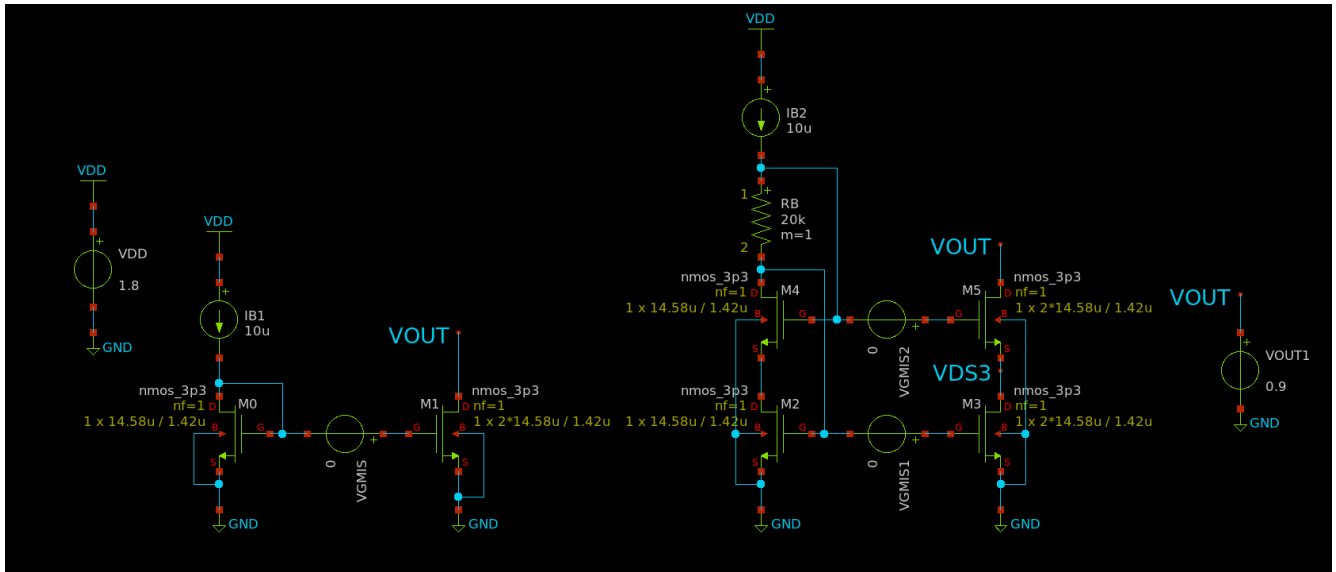 VDD
VDD
1.8
GND
VDD
IB1
10u
nmos_3p3
nf=1
1 x 14.58u / 1.42u
M0
D
G
B
S
GND
0
VGMIS
VOUT
nmos_3p3
nf=1
1 x 2*14.58u / 1.42u
M1
D
G
B
S
GND
VDD
IB2
10u
1
2
RB
20k
m=1
nmos_3p3
nf=1
1 x 14.58u / 1.42u
M4
D
G
B
S
0
VGMIS2
VOUT
nmos_3p3
nf=1
1 x 2*14.58u / 1.42u
M5
D
G
B
S
VDS3
nmos_3p3
nf=1
1 x 14.58u / 1.42u
M2
D
G
B
S
GND
0
VGMIS1
nmos_3p3
nf=1
1 x 2*14.58u / 1.42u
M3
D
G
B
S
GND
VOUT
VOUT1
0.9
GND